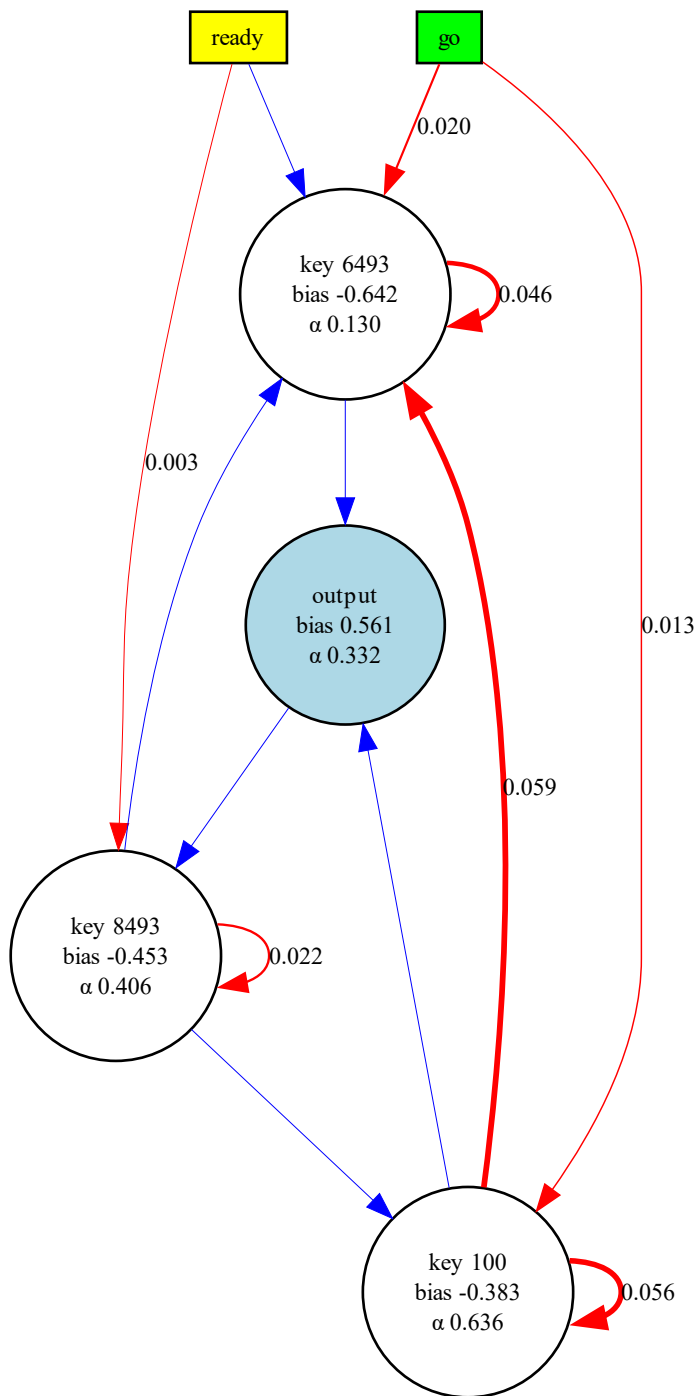 ready
go
0.020
key 6493
bias -0.642
α 0.130
0.046
0.003
output
bias 0.561
α 0.332
0.013
0.059
key 8493
bias -0.453
α 0.406
0.022
key 100
bias -0.383
α 0.636
0.056